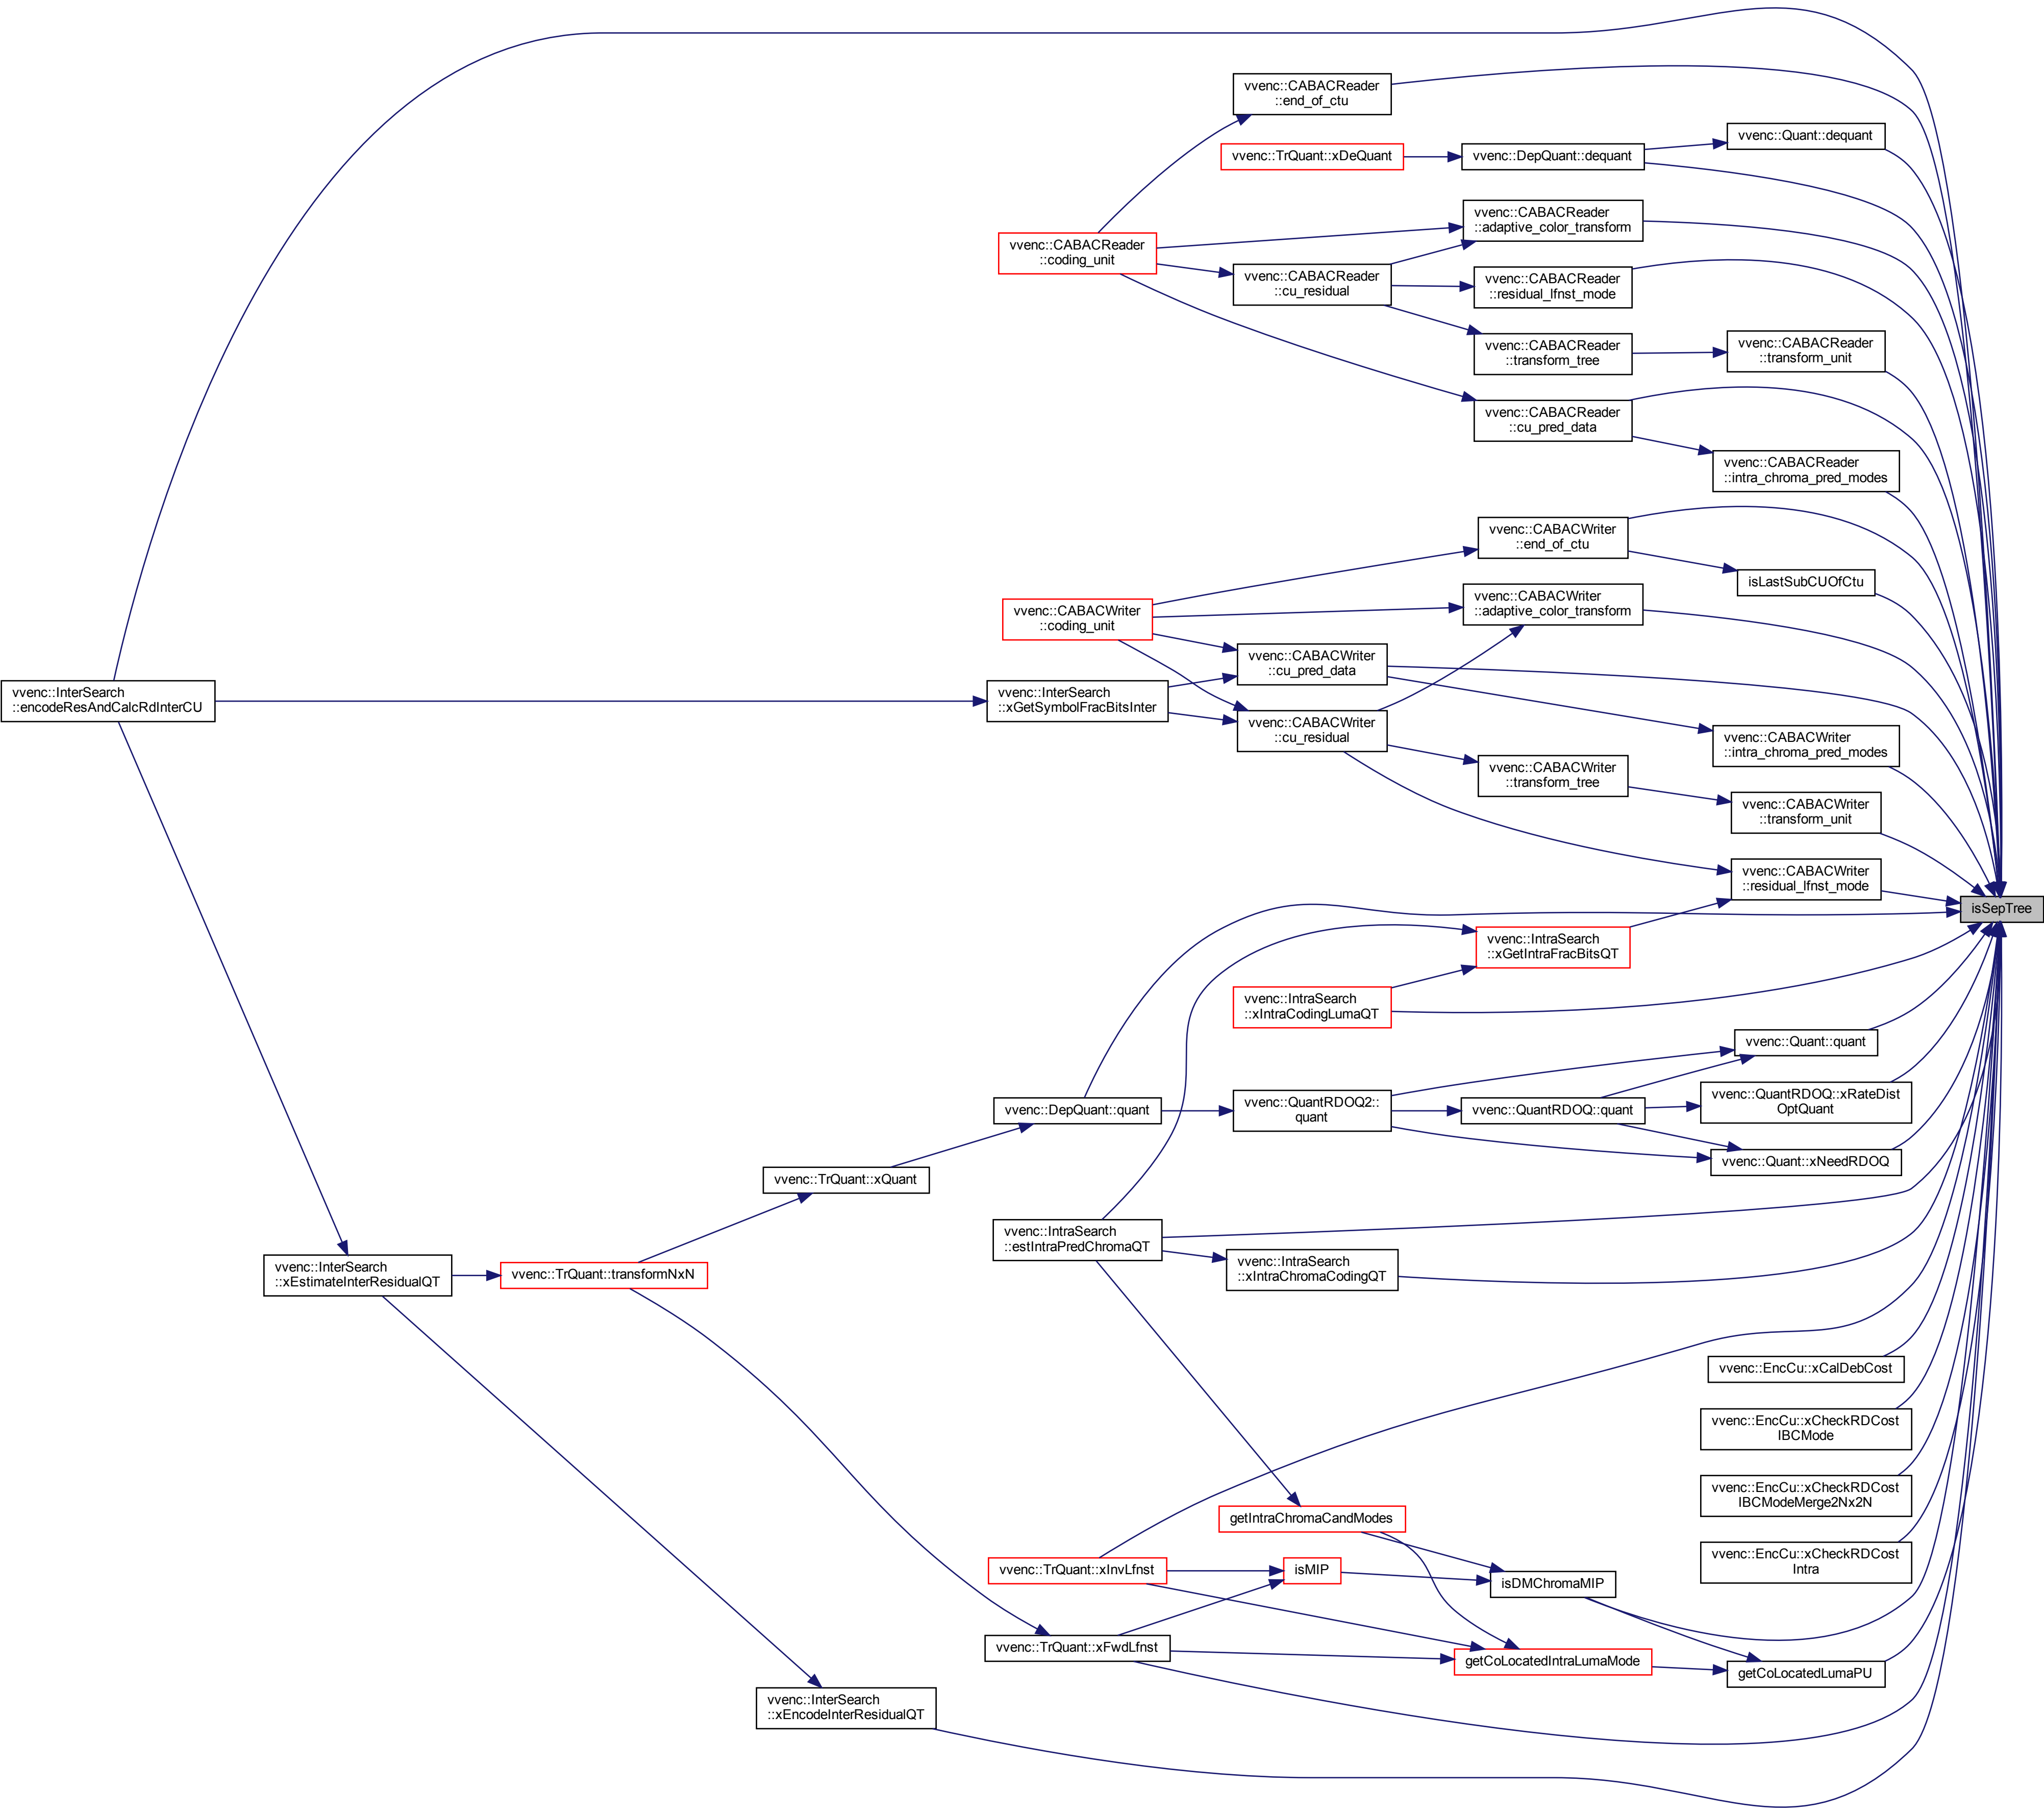 vvenc::CABACReader
::end_of_ctu
vvenc::Quant::dequant
vvenc::TrQuant::xDeQuant
vvenc::DepQuant::dequant
vvenc::CABACReader
::adaptive_color_transform
vvenc::CABACReader
::coding_unit
vvenc::CABACReader
::cu_residual
vvenc::CABACReader
::residual_lfnst_mode
vvenc::CABACReader
::transform_tree
vvenc::CABACReader
::transform_unit
vvenc::CABACReader
::cu_pred_data
vvenc::CABACReader
::intra_chroma_pred_modes
vvenc::CABACWriter
::end_of_ctu
isLastSubCUOfCtu
vvenc::CABACWriter
::adaptive_color_transform
vvenc::CABACWriter
::coding_unit
vvenc::CABACWriter
::cu_pred_data
vvenc::InterSearch
::encodeResAndCalcRdInterCU
vvenc::InterSearch
::xGetSymbolFracBitsInter
vvenc::CABACWriter
::cu_residual
vvenc::CABACWriter
::intra_chroma_pred_modes
vvenc::CABACWriter
::transform_tree
vvenc::CABACWriter
::transform_unit
vvenc::CABACWriter
::residual_lfnst_mode
isSepTree
vvenc::IntraSearch
::xGetIntraFracBitsQT
vvenc::IntraSearch
::xIntraCodingLumaQT
vvenc::Quant::quant
vvenc::DepQuant::quant
vvenc::QuantRDOQ2::
quant
vvenc::QuantRDOQ::quant
vvenc::QuantRDOQ::xRateDist
OptQuant
vvenc::Quant::xNeedRDOQ
vvenc::TrQuant::xQuant
vvenc::IntraSearch
::estIntraPredChromaQT
vvenc::IntraSearch
::xIntraChromaCodingQT
vvenc::InterSearch
::xEstimateInterResidualQT
vvenc::TrQuant::transformNxN
vvenc::EncCu::xCalDebCost
vvenc::EncCu::xCheckRDCost
IBCMode
vvenc::EncCu::xCheckRDCost
IBCModeMerge2Nx2N
getIntraChromaCandModes
vvenc::EncCu::xCheckRDCost
Intra
vvenc::TrQuant::xInvLfnst
isMIP
isDMChromaMIP
vvenc::TrQuant::xFwdLfnst
getCoLocatedIntraLumaMode
getCoLocatedLumaPU
vvenc::InterSearch
::xEncodeInterResidualQT